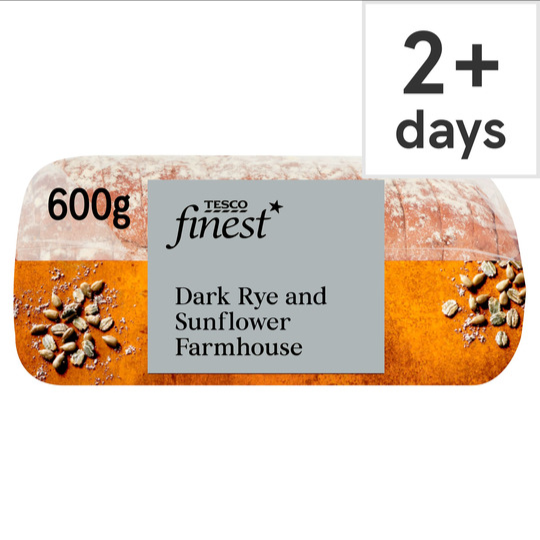 2+
days
600g
TESCO
finest*
Dark Rye and
Sunflower
Farmhouse